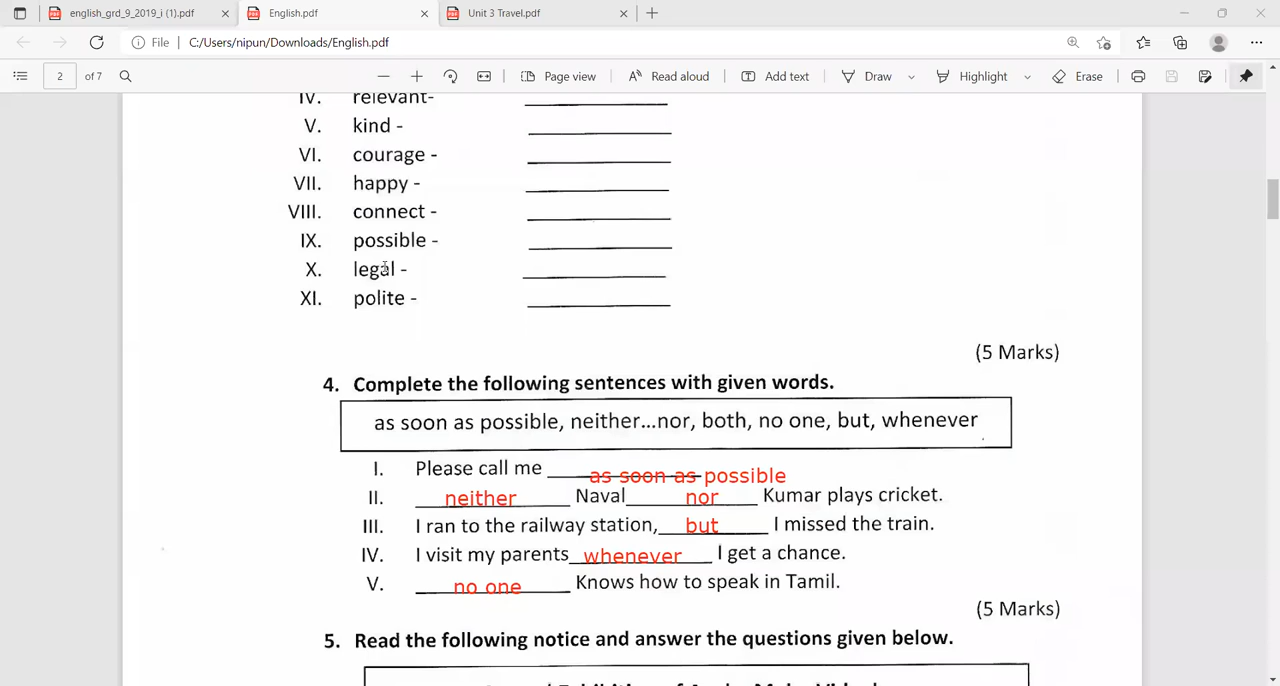 english_grd_9_2019_i (1).pdf
English.pdf
Unit 3 Travel.pdf
File C:/Users/nipun/Downloads/English.pdf
2 of 7 Page view Read aloud Add text Draw Highlight Erase
IV. relevant-
V. kind -
VI. courage -
VII. happy -
VIII. connect -
IX. possible -
X. legal -
XI. polite -
(5 Marks)
4. Complete the following sentences with given words.
as soon as possible, neither...nor, both, no one, but, whenever
I. Please call me as soon as possible
II. neither Naval nor Kumar plays cricket.
III. I ran to the railway station, but I missed the train.
IV. I visit my parents whenever I get a chance.
V. no one Knows how to speak in Tamil.
(5 Marks)
5. Read the following notice and answer the questions given below.